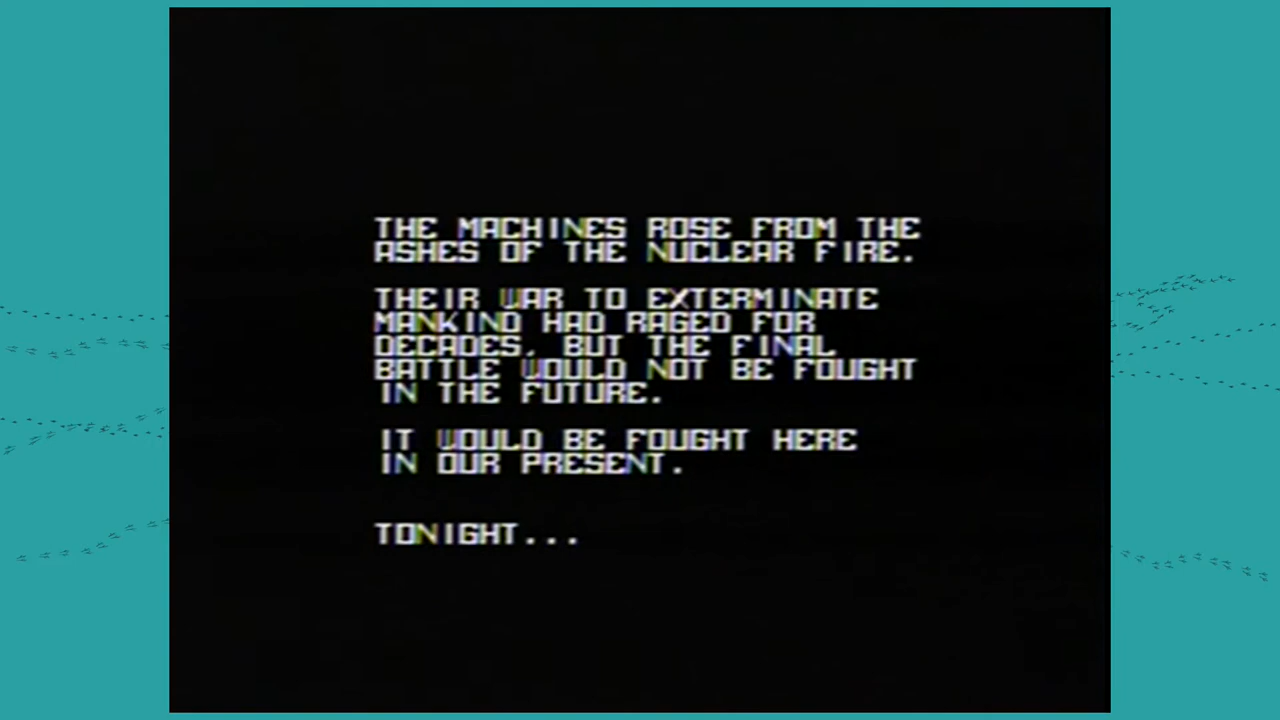 THE MACHINES ROSE FROM THE
ASHES OF THE NUCLEAR FIRE.
THEIR WAR TO EXTERMINATE
MANKIND HAD RAGED FOR
DECADES, BUT THE FINAL
BATTLE WOULD NOT BE FOUGHT
IN THE FUTURE.
IT WOULD BE FOUGHT HERE
IN OUR PRESENT.
TONIGHT...